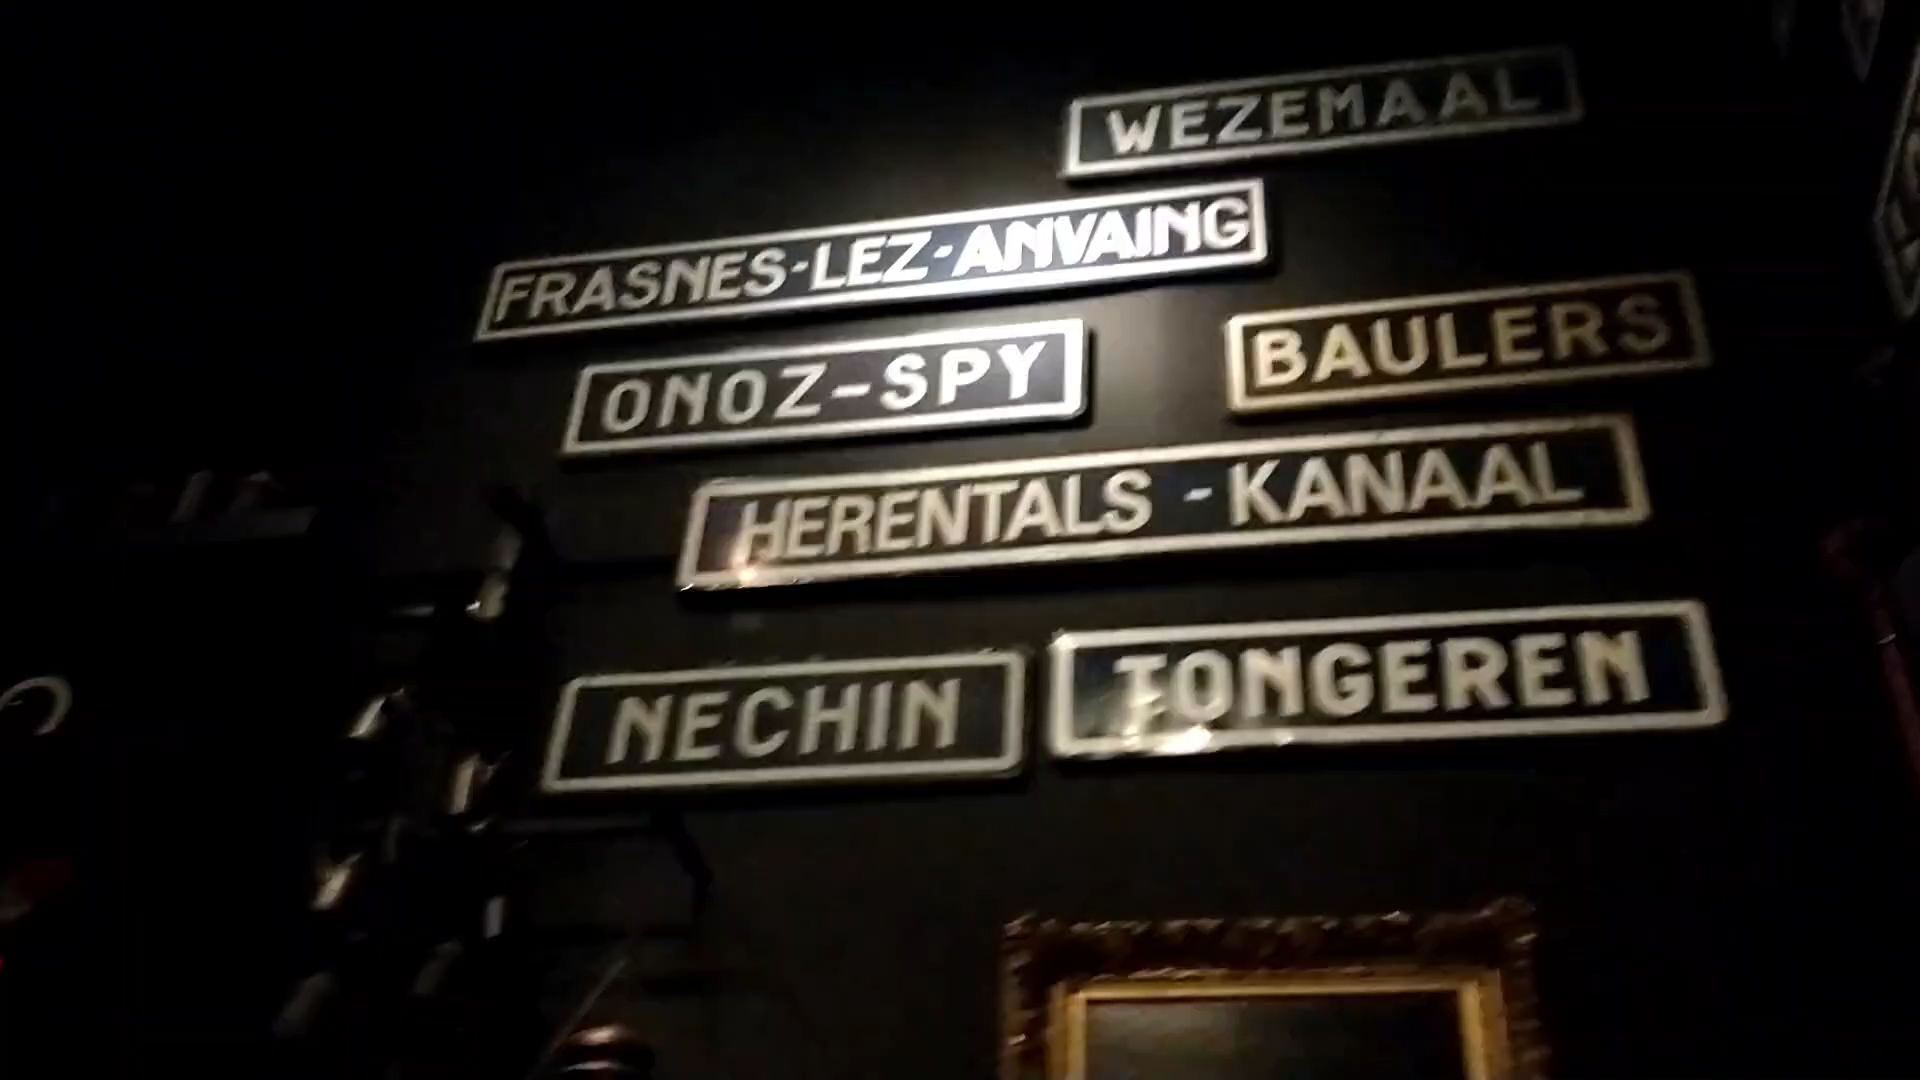 WEZEMAAL
FRASNES-LEZ-ANVAING
ONOZ-SPY
BAULERS
HERENTALS - KANAAL
NECHIN
TONGEREN